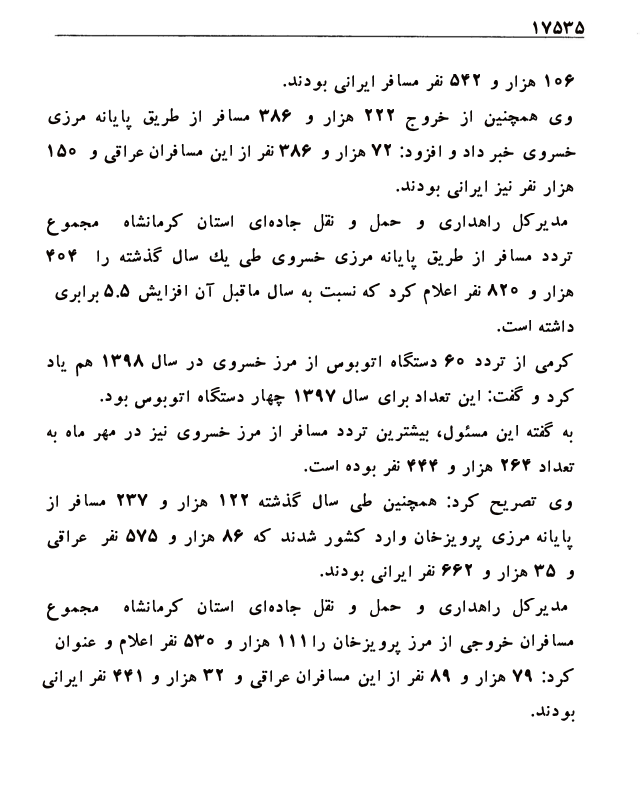 ۱۷۵۳۵
۱۰۶ هزار و ۵۴۲ نفر مسافر ایرانی بودند.
وی همچنین از خروج ۲۲۲ هزار و ۳۸۶ مسافر از طریق پایانه مرزی
خسروی خبر داد و افزود: ۷۲ هزار و ۳۸۶ نفر از این مسافران عراقی و ۱۵۰
هزار نفر نیز ایرانی بودند.
مدیرکل راهداری و حمل و نقل جاده‌ای استان کرمانشاه مجموع
تردد مسافر از طریق پایانه مرزی خسروی طی یك سال گذشته را ۴۰۴
هزار و ۸۲۰ نفر اعلام کرد که نسبت به سال ماقبل آن افزایش ۵.۵ برابری
داشته است.
کرمی از تردد ۶۰ دستگاه اتوبوس از مرز خسروی در سال ۱۳۹۸ هم یاد
کرد و گفت: این تعداد برای سال ۱۳۹۷ چهار دستگاه اتوبوس بود.
به گفته این مسئول، بیشترین تردد مسافر از مرز خسروی نیز در مهر ماه به
تعداد ۲۶۴ هزار و ۴۴۴ نفر بوده است.
وی تصریح کرد: همچنین طی سال گذشته ۱۲۲ هزار و ۲۳۷ مسافر از
پایانه مرزی پرویزخان وارد کشور شدند که ۸۶ هزار و ۵۷۵ نفر عراقی
و ۳۵ هزار و ۶۶۲ نفر ایرانی بودند.
مدیرکل راهداری و حمل و نقل جاده‌ای استان کرمانشاه مجموع
مسافران خروجی از مرز پرویزخان را ۱۱۱ هزار و ۵۳۰ نفر اعلام و عنوان
کرد: ۷۹ هزار و ۸۹ نفر از این مسافران عراقی و ۳۲ هزار و ۴۴۱ نفر ایرانی
بودند.